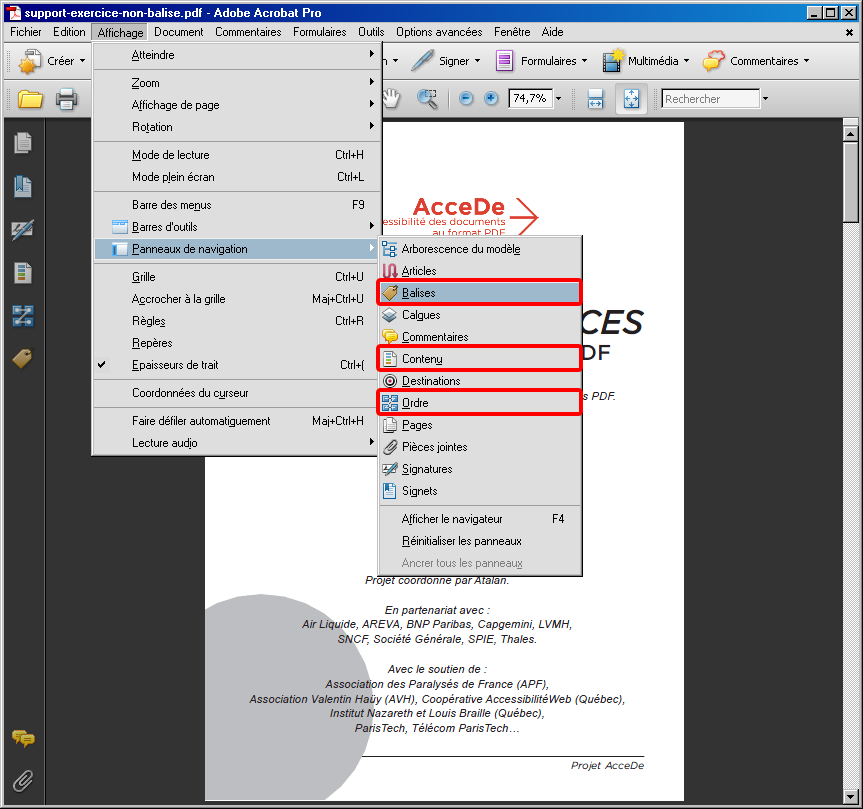 support-exercice-non-balise.pdf - Adobe Acrobat Pro
Fichier Edition Affichage Document Commentaires Formulaires Outils Options avancées Fenêtre Aide
Créer Signer Formulaires Multimédia Commentaires
74,7% Rechercher
Atteindre
Zoom
Affichage de page
Rotation
Mode de lecture Ctrl+H
Mode plein écran Ctrl+L
Barre des menus F9
Barres d'outils
Panneaux de navigation
Grille Ctrl+U
Accrocher à la grille Maj+Ctrl+U
Règles Ctrl+R
Repères
Epaisseurs de trait Ctrl+(
Coordonnées du curseur
Faire défiler automatiquement Maj+Ctrl+H
Lecture audio
Arborescence du modèle
Articles
Balises
Calques
Commentaires
Contenu
Destinations
Ordre
Pages
Pièces jointes
Signatures
Signets
Afficher le navigateur F4
Réinitialiser les panneaux
Ancrer tous les panneaux
AcceDe
essibilité des documents
au format PDF
CES
DF
s PDF.
Projet coordonné par Atalan.
En partenariat avec :
Air Liquide, AREVA, BNP Paribas, Capgemini, LVMH,
SNCF, Société Générale, SPIE, Thales.
Avec le soutien de :
Association des Paralysés de France (APF),
Association Valentin Haüy (AVH), Coopérative AccessibilitéWeb (Québec),
Institut Nazareth et Louis Braille (Québec),
ParisTech, Télécom ParisTech…
Projet AcceDe